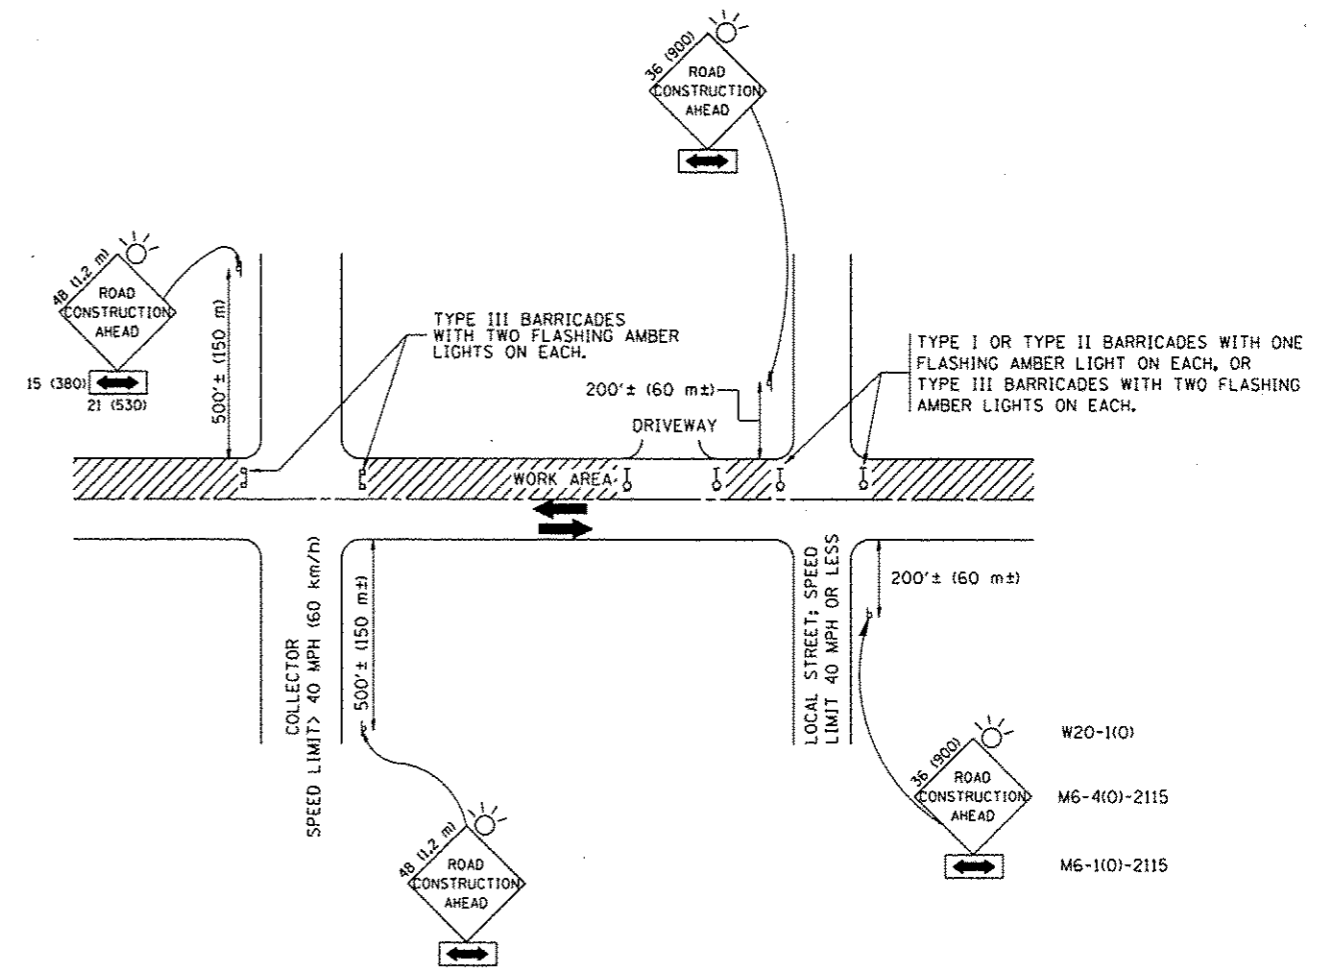 36 (900)
ROAD
CONSTRUCTION
AHEAD
48 (1.2 m)
ROAD
CONSTRUCTION
AHEAD
15 (380)
21 (530)
500'± (150 m)
TYPE III BARRICADES
WITH TWO FLASHING AMBER
LIGHTS ON EACH.
200'± (60 m±)
DRIVEWAY
TYPE I OR TYPE II BARRICADES WITH ONE
FLASHING AMBER LIGHT ON EACH, OR
TYPE III BARRICADES WITH TWO FLASHING
AMBER LIGHTS ON EACH.
WORK AREA
COLLECTOR
SPEED LIMIT> 40 MPH (60 km/h)
500'± (150 m±)
LOCAL STREET; SPEED
LIMIT 40 MPH OR LESS
200'± (60 m±)
48 (1.2 m)
ROAD
CONSTRUCTION
AHEAD
36 (900)
ROAD
CONSTRUCTION
AHEAD
W20-1(O)
M6-4(O)-2115
M6-1(O)-2115